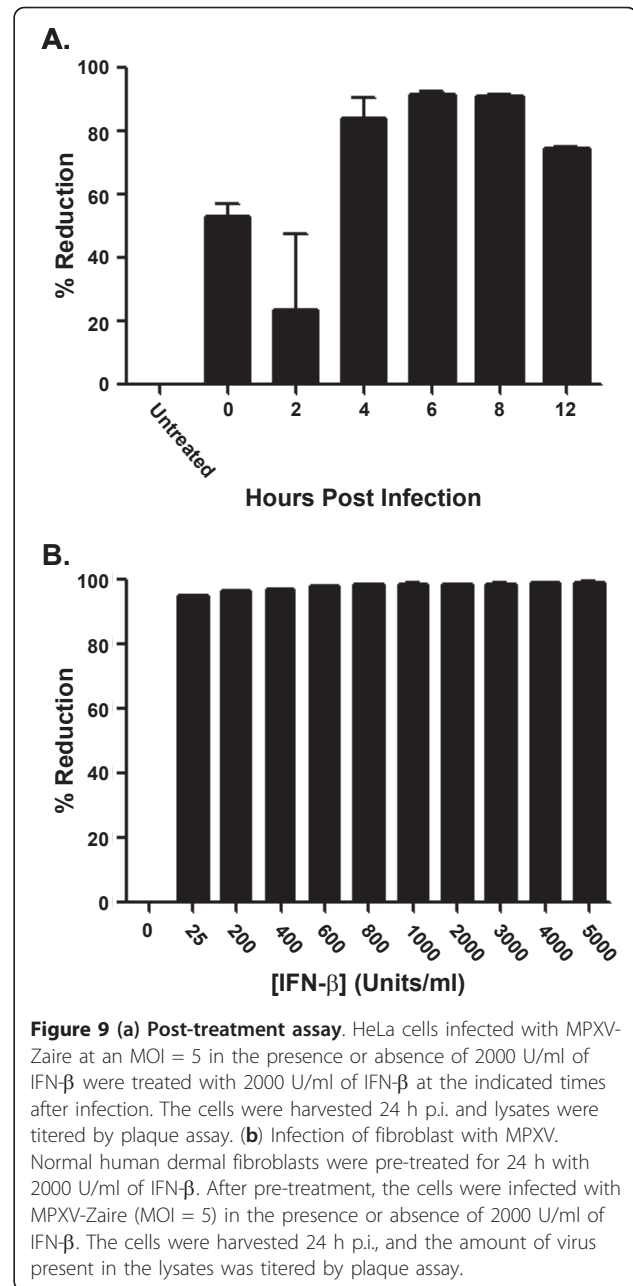 A.
100
80
60
40
20
0
% Reduction
Untreated
0
2
4
6
8
12
Hours Post Infection
B.
100
80
60
40
20
0
% Reduction
0
25
200
400
600
800
1000
2000
3000
4000
5000
[IFN-β] (Units/ml)
Figure 9 (a) Post-treatment assay. HeLa cells infected with MPXV-
Zaire at an MOI = 5 in the presence or absence of 2000 U/ml of
IFN-β were treated with 2000 U/ml of IFN-β at the indicated times
after infection. The cells were harvested 24 h p.i. and lysates were
titered by plaque assay. (b) Infection of fibroblast with MPXV.
Normal human dermal fibroblasts were pre-treated for 24 h with
2000 U/ml of IFN-β. After pre-treatment, the cells were infected with
MPXV-Zaire (MOI = 5) in the presence or absence of 2000 U/ml of
IFN-β. The cells were harvested 24 h p.i., and the amount of virus
present in the lysates was titered by plaque assay.